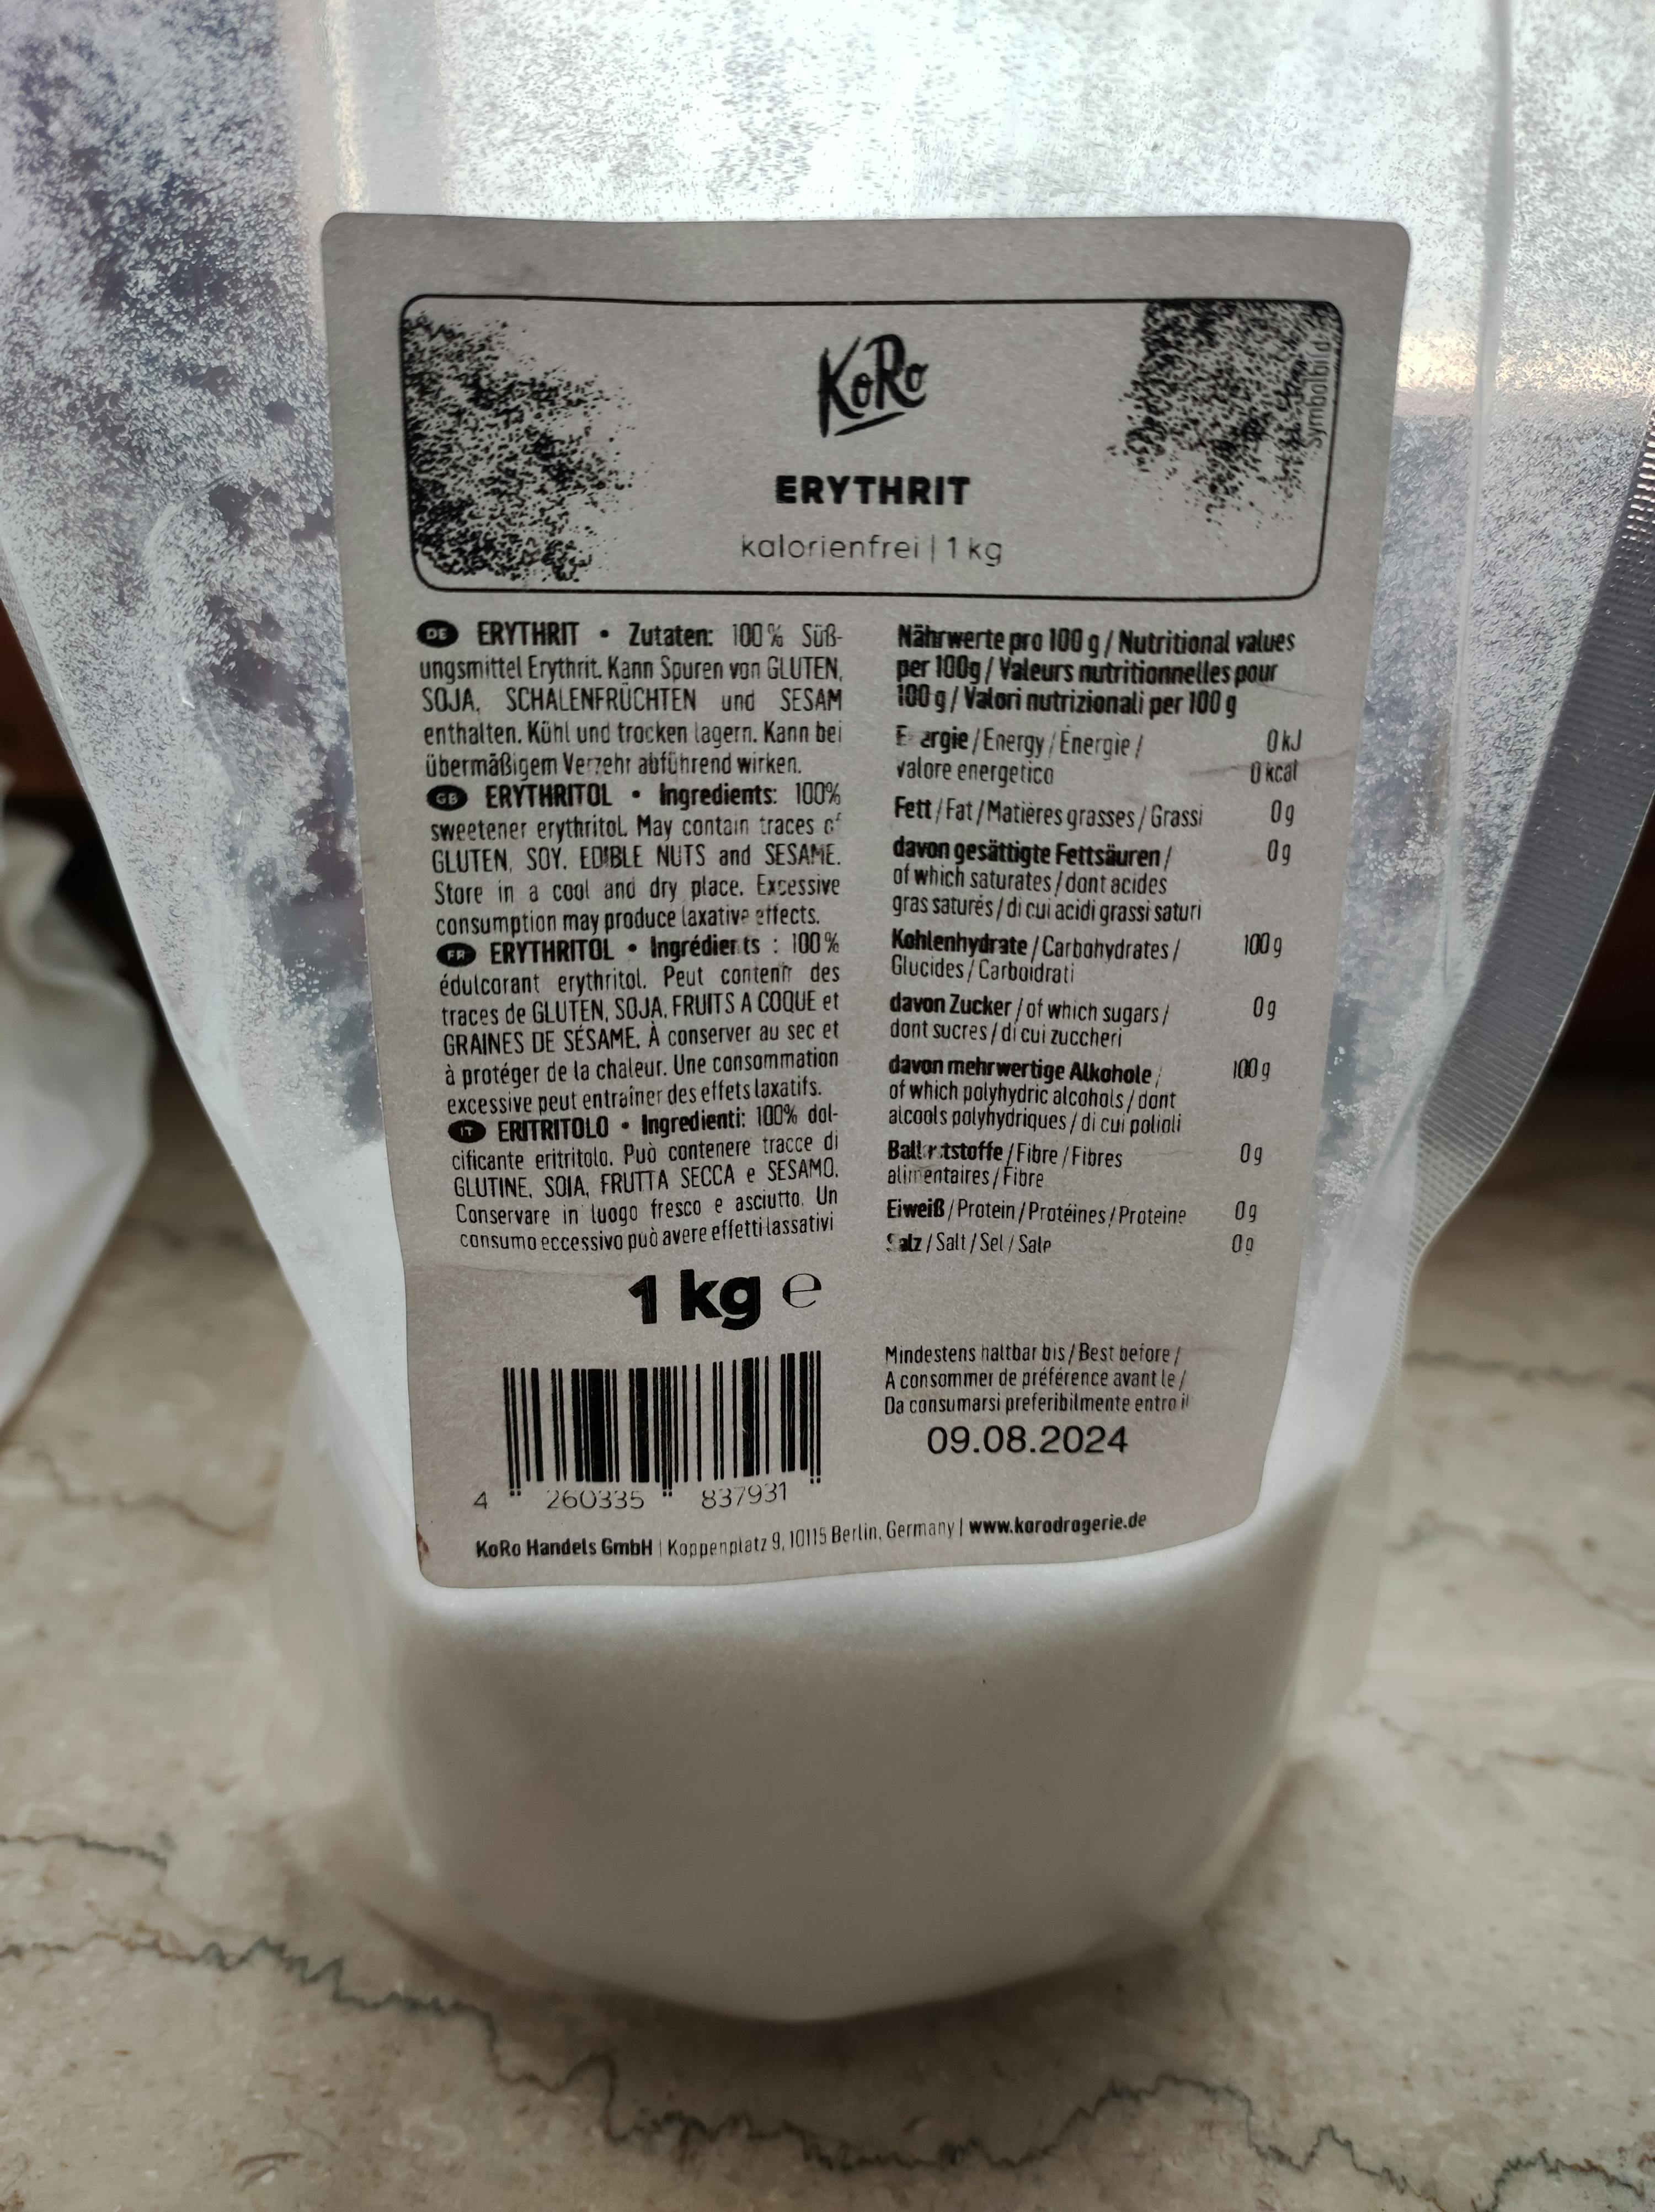 KoRo
Symbolbild
ERYTHRIT
kalorienfrei | 1 kg
DE ERYTHRIT • Zutaten: 100 % Süß-
ungsmittel Erythrit. Kann Spuren von GLUTEN,
SOJA, SCHALENFRÜCHTEN und SESAM
enthalten. Kühl und trocken lagern. Kann bei
übermäßigem Verzehr abführend wirken.
GB ERYTHRITOL • Ingredients: 100%
sweetener erythritol. May contain traces of
GLUTEN, SOY, EDIBLE NUTS and SESAME.
Store in a cool and dry place. Excessive
consumption may produce laxative effects.
FR ERYTHRITOL • Ingrédients : 100 %
édulcorant erythritol. Peut contenir des
traces de GLUTEN, SOJA, FRUITS A COQUE et
GRAINES DE SÉSAME. À conserver au sec et
à protéger de la chaleur. Une consommation
excessive peut entraîner des effets laxatifs.
IT ERITRITOLO • Ingredienti: 100% dol-
cificante eritritolo. Può contenere tracce di
GLUTINE, SOIA, FRUTTA SECCA e SESAMO.
Conservare in luogo fresco e asciutto. Un
consumo eccessivo può avere effetti lassativi
1 kg ℮
4 260335 837931
Nährwerte pro 100 g / Nutritional values
per 100g / Valeurs nutritionnelles pour
100 g / Valori nutrizionali per 100 g
Energie / Energy / Énergie / 0 kJ
valore energetico 0 kcal
Fett / Fat / Matières grasses / Grassi 0 g
davon gesättigte Fettsäuren / 0 g
of which saturates / dont acides
gras saturés / di cui acidi grassi saturi
Kohlenhydrate / Carbohydrates / 100 g
Glucides / Carboidrati
davon Zucker / of which sugars / 0 g
dont sucres / di cui zuccheri
davon mehrwertige Alkohole / 100 g
of which polyhydric alcohols / dont
alcools polyhydriques / di cui polioli
Ballaststoffe / Fibre / Fibres 0 g
alimentaires / Fibre
Eiweiß / Protein / Protéines / Proteine 0 g
Salz / Salt / Sel / Sale 0 g
Mindestens haltbar bis / Best before /
A consommer de préférence avant le /
Da consumarsi preferibilmente entro il
09.08.2024
KoRo Handels GmbH | Koppenplatz 9, 10115 Berlin, Germany | www.korodrogerie.de